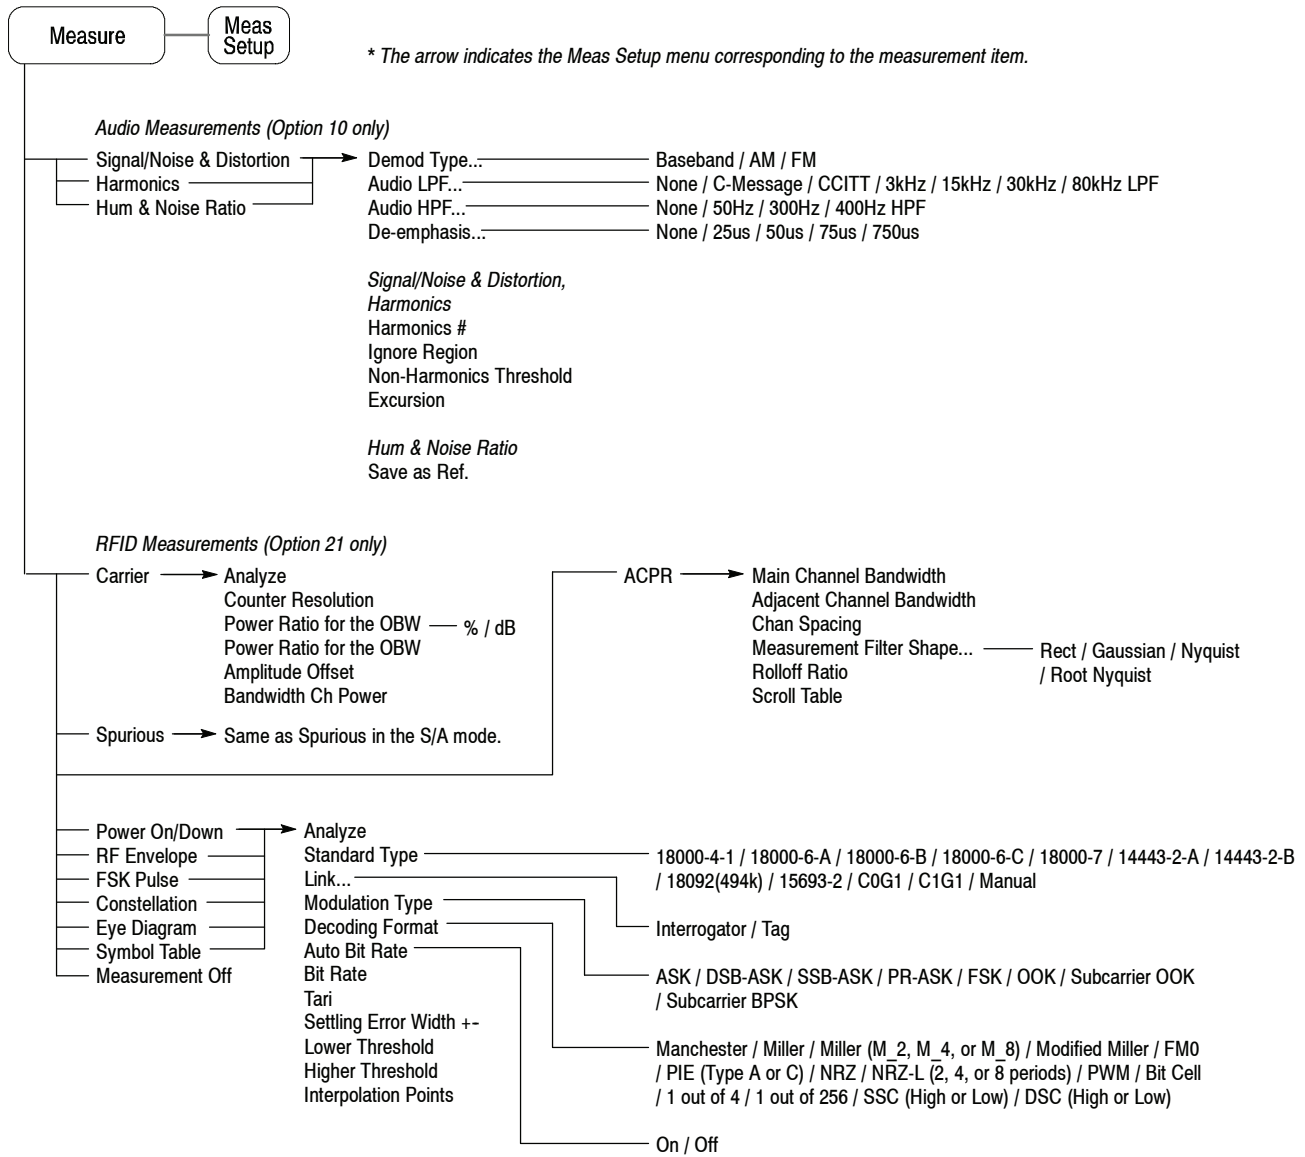 Measure
Meas
Setup
* The arrow indicates the Meas Setup menu corresponding to the measurement item.
Audio Measurements (Option 10 only)
Signal/Noise & Distortion
Harmonics
Hum & Noise Ratio
Demod Type...
Baseband / AM / FM
Audio LPF...
None / C-Message / CCITT / 3kHz / 15kHz / 30kHz / 80kHz LPF
Audio HPF...
None / 50Hz / 300Hz / 400Hz HPF
De-emphasis...
None / 25us / 50us / 75us / 750us
Signal/Noise & Distortion,
Harmonics
Harmonics #
Ignore Region
Non-Harmonics Threshold
Excursion
Hum & Noise Ratio
Save as Ref.
RFID Measurements (Option 21 only)
Carrier
Analyze
Counter Resolution
Power Ratio for the OBW
% / dB
Power Ratio for the OBW
Amplitude Offset
Bandwidth Ch Power
ACPR
Main Channel Bandwidth
Adjacent Channel Bandwidth
Chan Spacing
Measurement Filter Shape...
Rect / Gaussian / Nyquist
/ Root Nyquist
Rolloff Ratio
Scroll Table
Spurious
Same as Spurious in the S/A mode.
Power On/Down
RF Envelope
FSK Pulse
Constellation
Eye Diagram
Symbol Table
Measurement Off
Analyze
Standard Type
Link...
Modulation Type
Decoding Format
Auto Bit Rate
Bit Rate
Tari
Settling Error Width +-
Lower Threshold
Higher Threshold
Interpolation Points
18000-4-1 / 18000-6-A / 18000-6-B / 18000-6-C / 18000-7 / 14443-2-A / 14443-2-B
/ 18092(494k) / 15693-2 / C0G1 / C1G1 / Manual
Interrogator / Tag
ASK / DSB-ASK / SSB-ASK / PR-ASK / FSK / OOK / Subcarrier OOK
/ Subcarrier BPSK
Manchester / Miller / Miller (M_2, M_4, or M_8) / Modified Miller / FM0
/ PIE (Type A or C) / NRZ / NRZ-L (2, 4, or 8 periods) / PWM / Bit Cell
/ 1 out of 4 / 1 out of 256 / SSC (High or Low) / DSC (High or Low)
On / Off